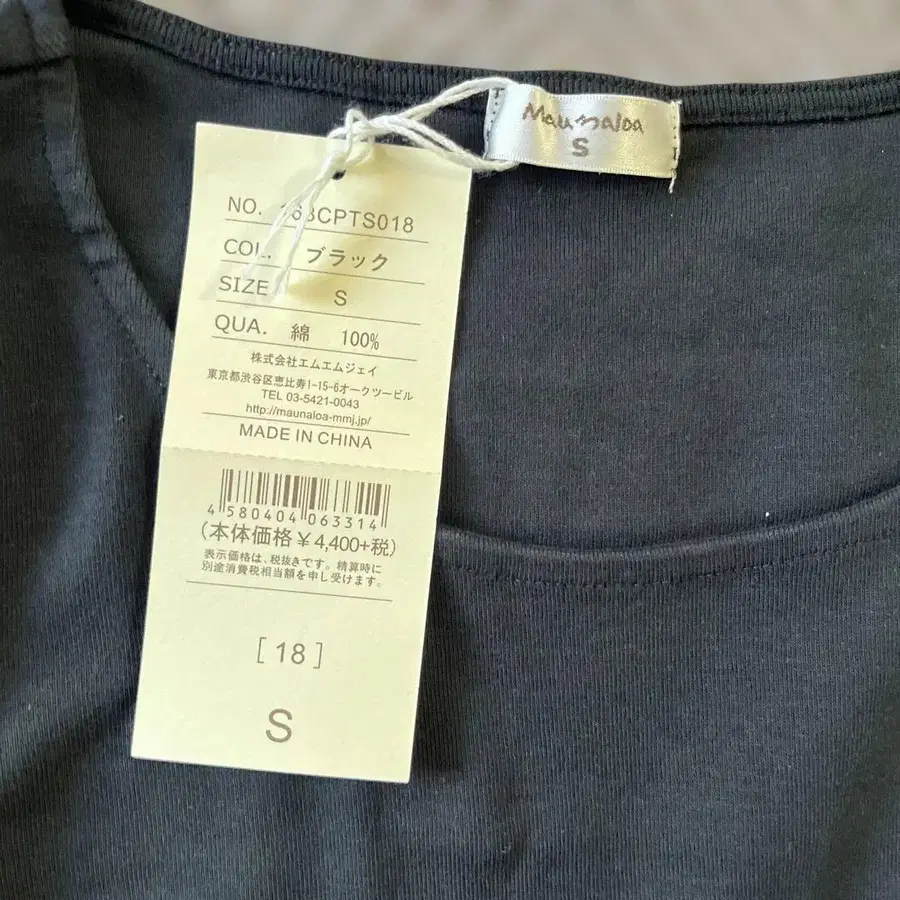 Maunaloa
S
NO. 163CPTS018
COL. ブラック
SIZE S
QUA. 綿 100%
株式会社エムエムジェイ
東京都渋谷区恵比寿1-15-6オークツービル
TEL 03-5421-0043
http://maunaloa-mmj.jp/
MADE IN CHINA
4 580404 063314
(本体価格￥4,400+税)
表示価格は、税抜きです。精算時に
別途消費税相当額を申し受けます。
[18]
S